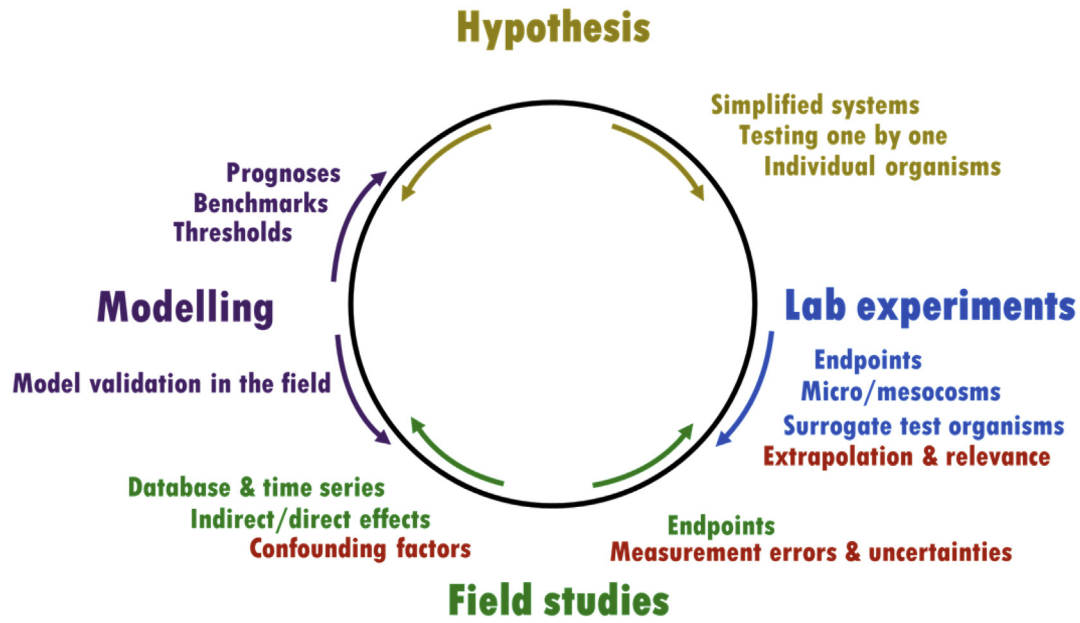 Hypothesis
Simplified systems
Testing one by one
Individual organisms
Prognoses
Benchmarks
Thresholds
Modelling
Lab experiments
Model validation in the field
Endpoints
Micro/mesocosms
Surrogate test organisms
Extrapolation & relevance
Database & time series
Indirect/direct effects
Confounding factors
Endpoints
Measurement errors & uncertainties
Field studies